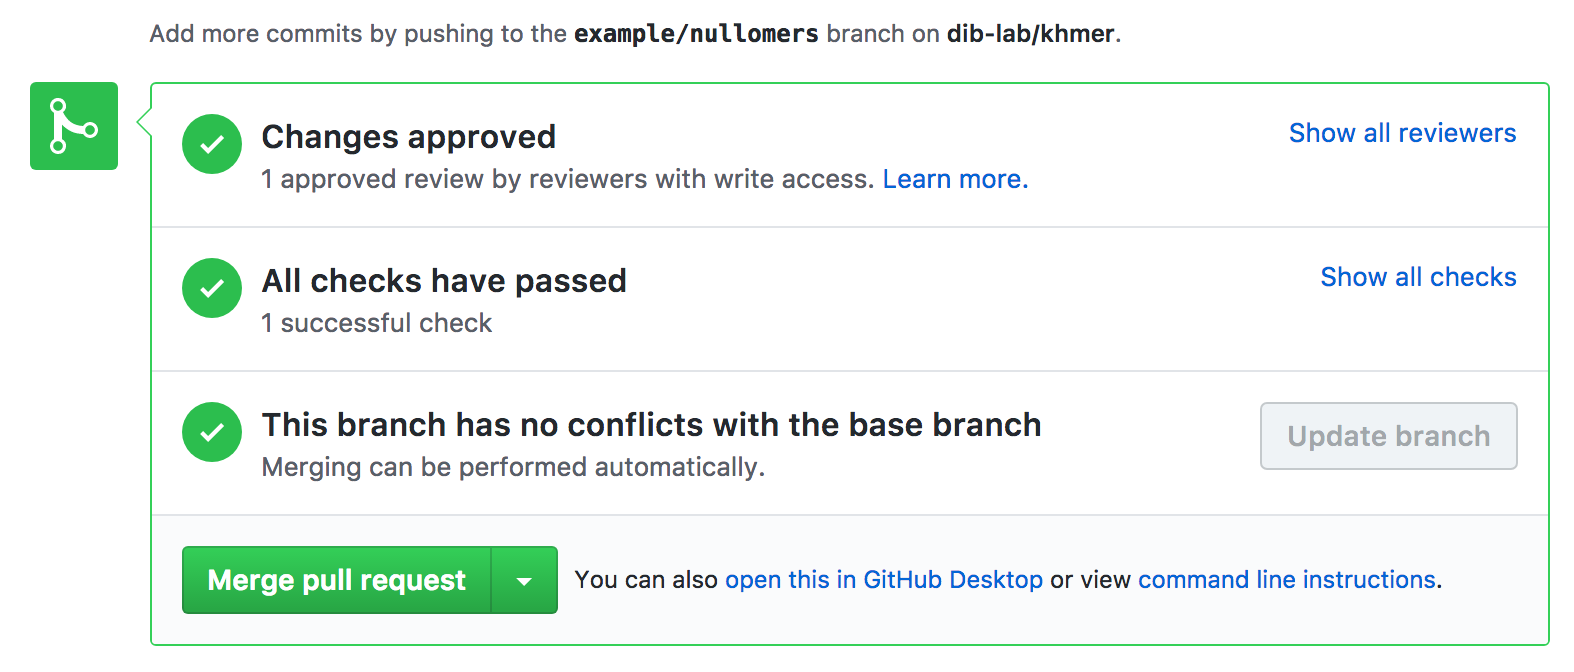 Add more commits by pushing to the example/nullomers branch on dib-lab/khmer.
Changes approved
Show all reviewers
1 approved review by reviewers with write access. Learn more.
All checks have passed
Show all checks
1 successful check
This branch has no conflicts with the base branch
Update branch
Merging can be performed automatically.
Merge pull request
You can also open this in GitHub Desktop or view command line instructions.